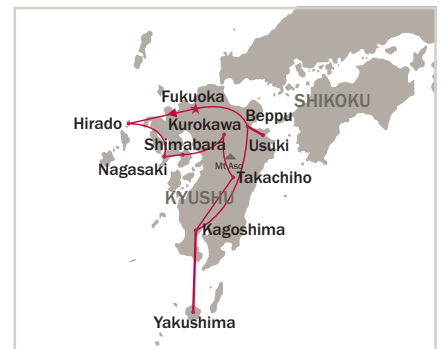 SHIKOKU
Fukuoka
Beppu
Hirado
Kurokawa
Usuki
Shimabara
Mt Aso
Nagasaki
Takachiho
KYUSHU
Kagoshima
Yakushima